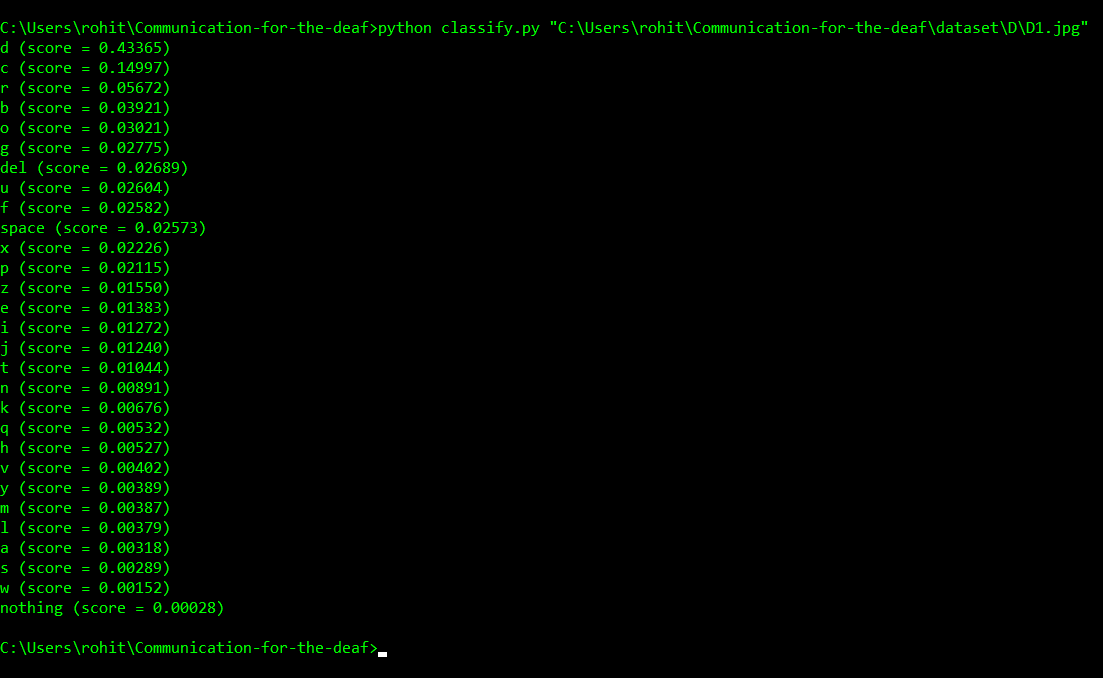 C:\Users\rohit\Communication-for-the-deaf>python classify.py "C:\Users\rohit\Communication-for-the-deaf\dataset\D\D1.jpg"
d (score = 0.43365)
c (score = 0.14997)
r (score = 0.05672)
b (score = 0.03921)
o (score = 0.03021)
g (score = 0.02775)
del (score = 0.02689)
u (score = 0.02604)
f (score = 0.02582)
space (score = 0.02573)
x (score = 0.02226)
p (score = 0.02115)
z (score = 0.01550)
e (score = 0.01383)
i (score = 0.01272)
j (score = 0.01240)
t (score = 0.01044)
n (score = 0.00891)
k (score = 0.00676)
q (score = 0.00532)
h (score = 0.00527)
v (score = 0.00402)
y (score = 0.00389)
m (score = 0.00387)
l (score = 0.00379)
a (score = 0.00318)
s (score = 0.00289)
w (score = 0.00152)
nothing (score = 0.00028)
C:\Users\rohit\Communication-for-the-deaf>